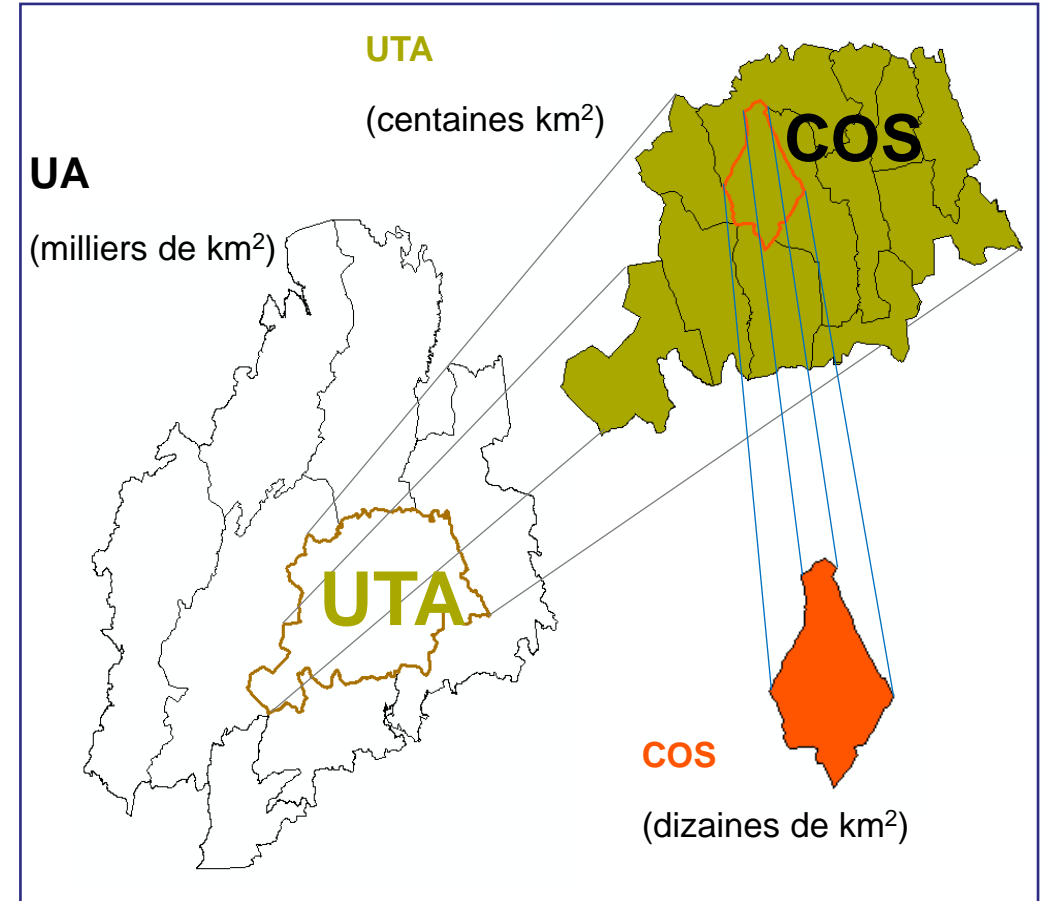 UTA
(centaines km²)
COS
UA
(milliers de km²)
UTA
COS
(dizaines de km²)